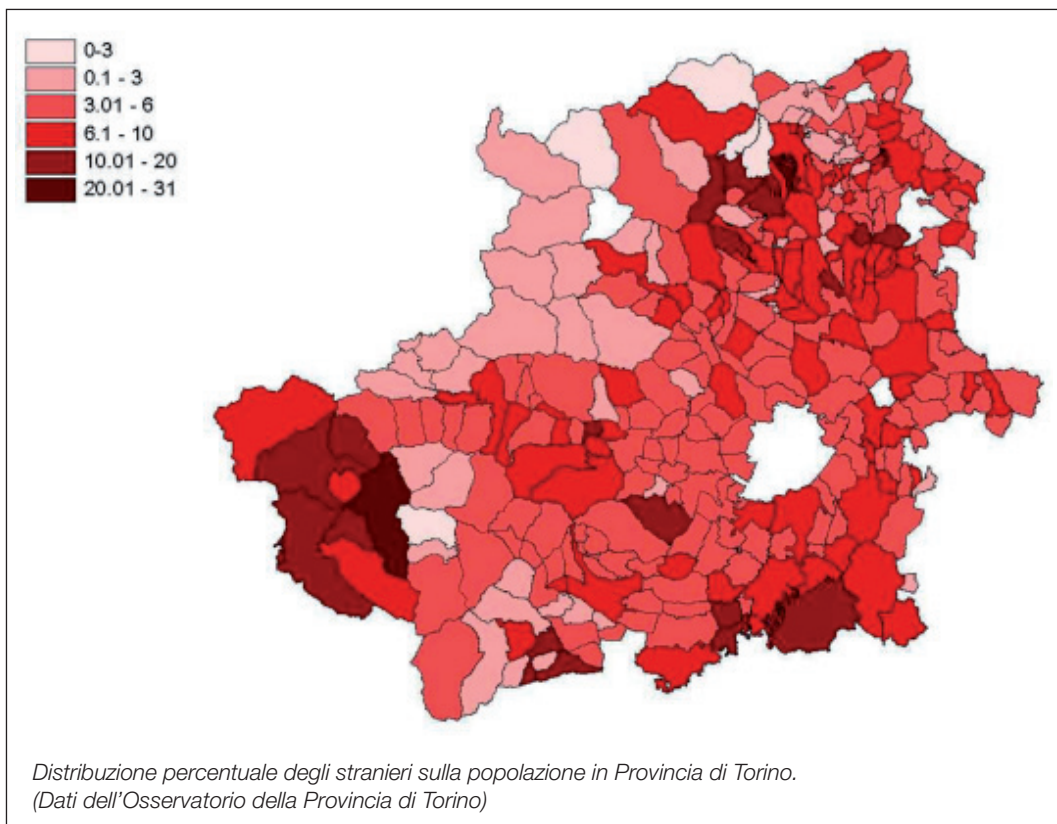 0-3
0.1 - 3
3.01 - 6
6.1 - 10
10.01 - 20
20.01 - 31
Distribuzione percentuale degli stranieri sulla popolazione in Provincia di Torino.
(Dati dell’Osservatorio della Provincia di Torino)